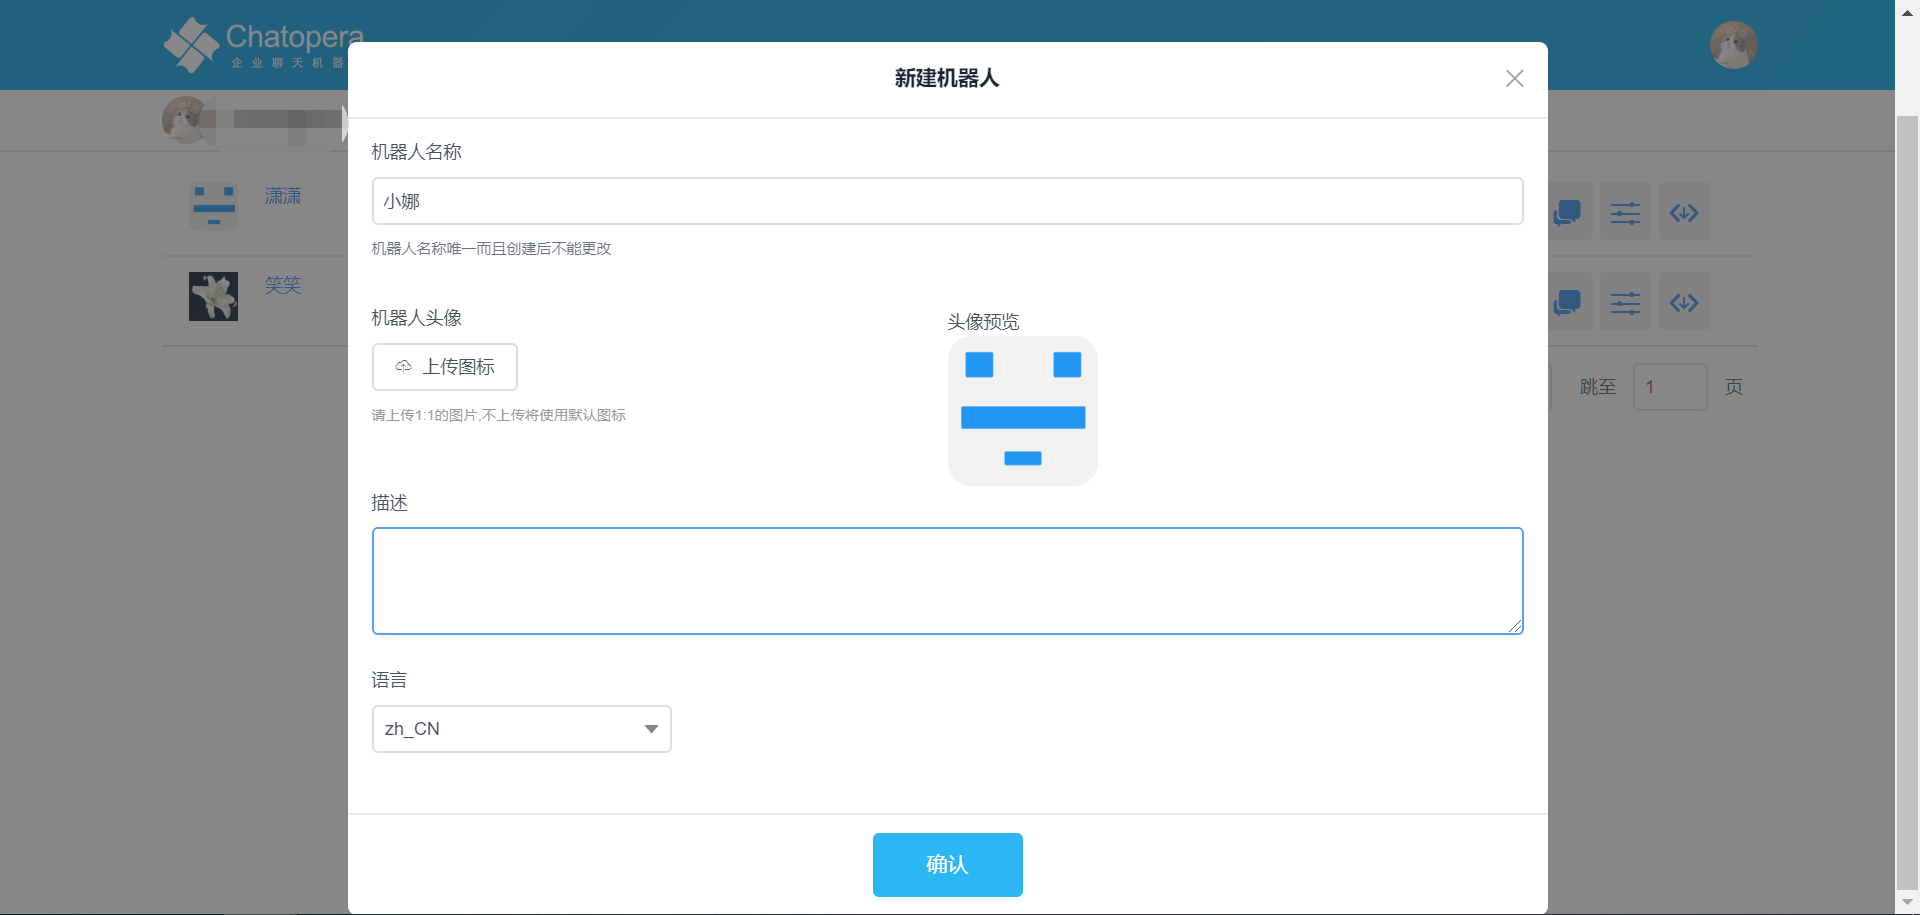 Chatopera
企业聊天机器
新建机器人
机器人名称
小娜
机器人名称唯一而且创建后不能更改
机器人头像
头像预览
上传图标
请上传1:1的图片,不上传将使用默认图标
描述
语言
zh_CN
确认
潇潇
笑笑
跳至
1
页